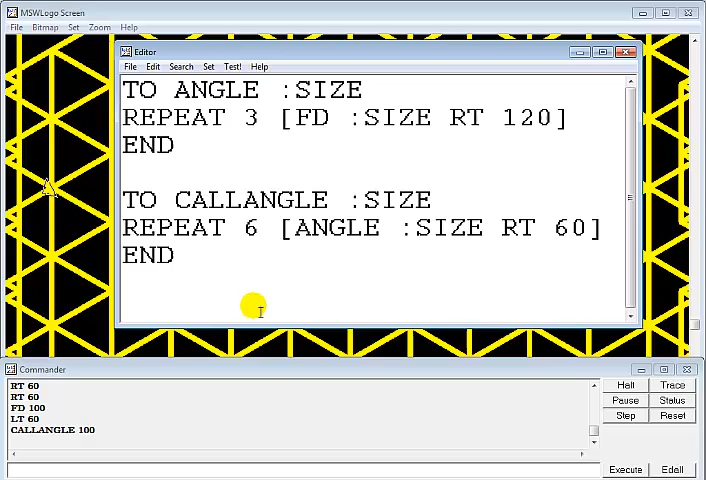 MSWLogo Screen
File Bitmap Set Zoom Help
Editor
File Edit Search Set Test! Help
TO ANGLE :SIZE
REPEAT 3 [FD :SIZE RT 120]
END
TO CALLANGLE :SIZE
REPEAT 6 [ANGLE :SIZE RT 60]
END
Commander
RT 60
RT 60
FD 100
LT 60
CALLANGLE 100
Halt Trace
Pause Status
Step Reset
Execute Edall